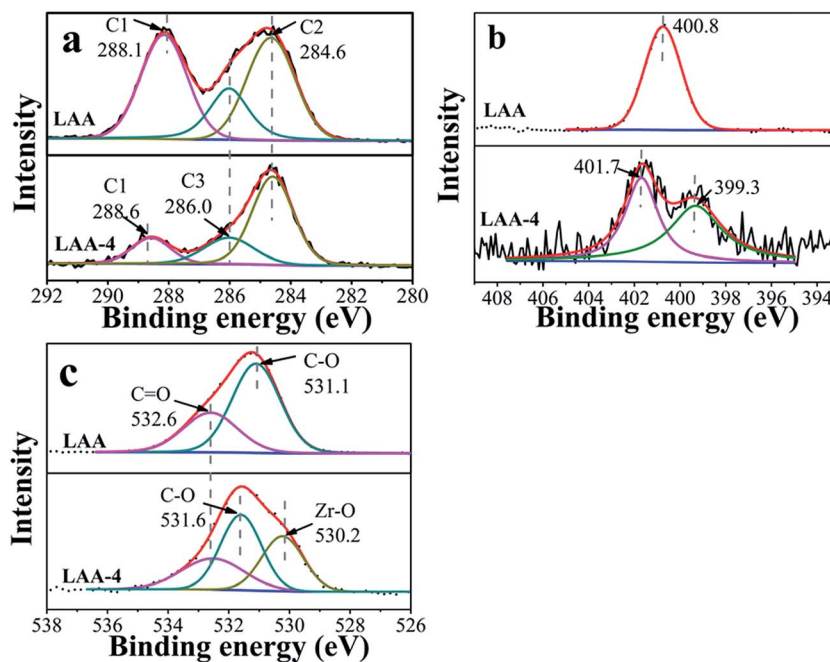 a
C1
288.1
C2
284.6
LAA
C1
288.6
C3
286.0
LAA-4
Intensity
292 290 288 286 284 282 280
Binding energy (eV)
b
400.8
LAA
401.7
399.3
LAA-4
Intensity
408 406 404 402 400 398 396 394
Binding energy (eV)
c
C-O
531.1
C=O
532.6
LAA
C-O
531.6
Zr-O
530.2
LAA-4
Intensity
538 536 534 532 530 528 526
Binding energy (eV)